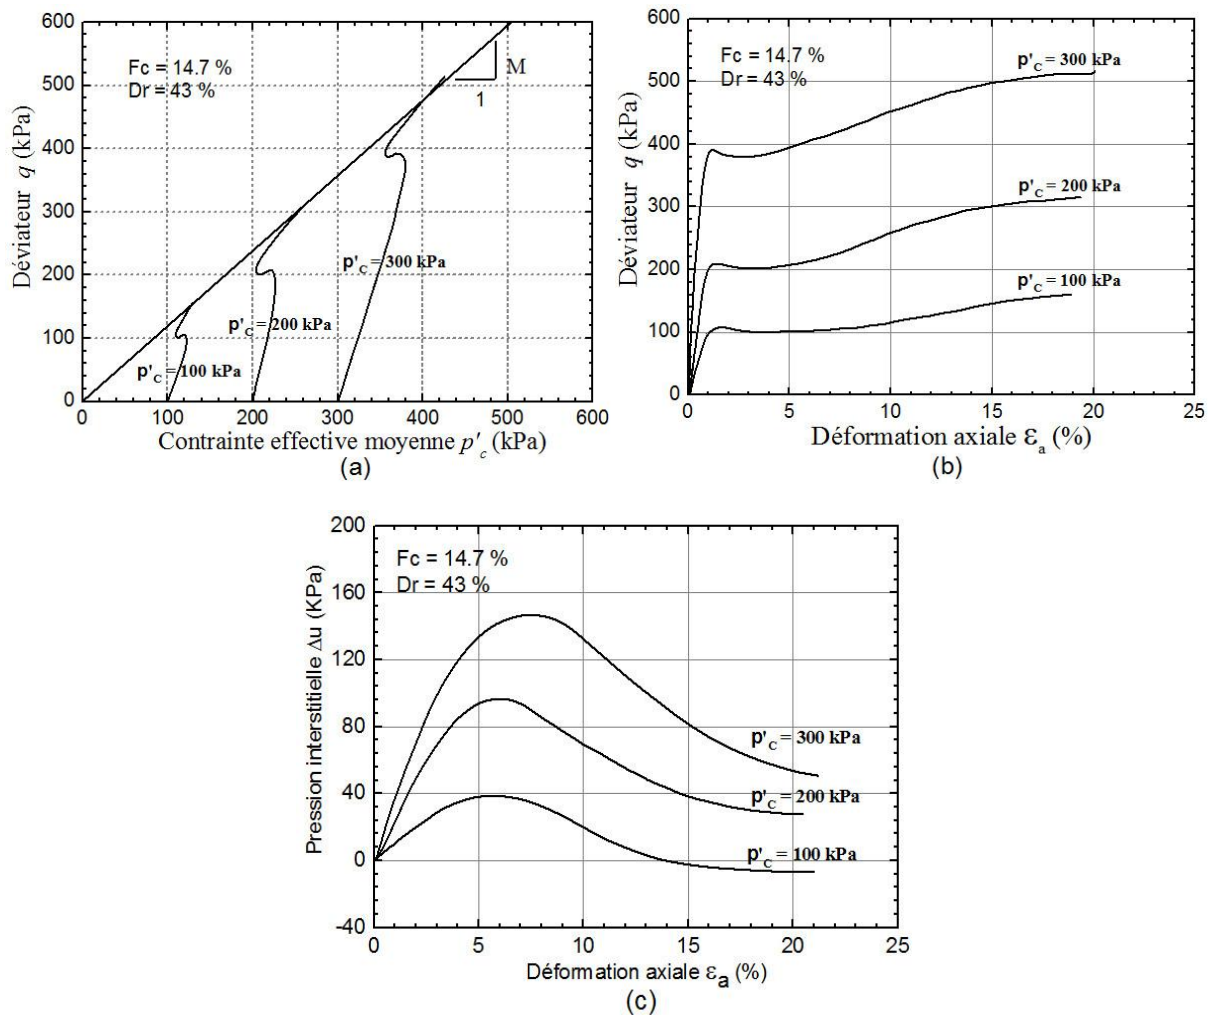 Fc = 14.7 %
Dr = 43 %
M
1
p'C = 300 kPa
p'C = 200 kPa
p'C = 100 kPa
600
500
400
300
200
100
0
Déviateur q (kPa)
0 100 200 300 400 500 600
Contrainte effective moyenne p'c (kPa)
(a)
Fc = 14.7 %
Dr = 43 %
p'C = 300 kPa
p'C = 200 kPa
p'C = 100 kPa
600
500
400
300
200
100
0
Déviateur q (kPa)
0 5 10 15 20 25
Déformation axiale εa (%)
(b)
Fc = 14.7 %
Dr = 43 %
p'C = 300 kPa
p'C = 200 kPa
p'C = 100 kPa
200
160
120
80
40
0
-40
Pression interstitielle Δu (KPa)
0 5 10 15 20 25
Déformation axiale εa (%)
(c)